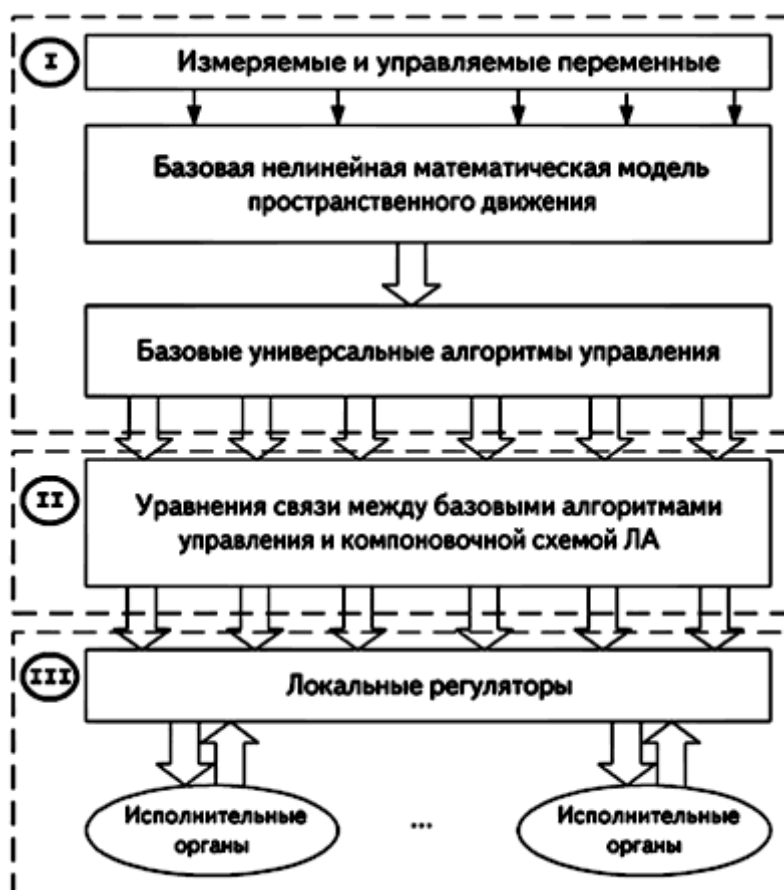 I
Измеряемые и управляемые переменные
Базовая нелинейная математическая модель
пространственного движения
Базовые универсальные алгоритмы управления
II
Уравнения связи между базовыми алгоритмами
управления и компоновочной схемой ЛА
III
Локальные регуляторы
Исполнительные
органы
...
Исполнительные
органы